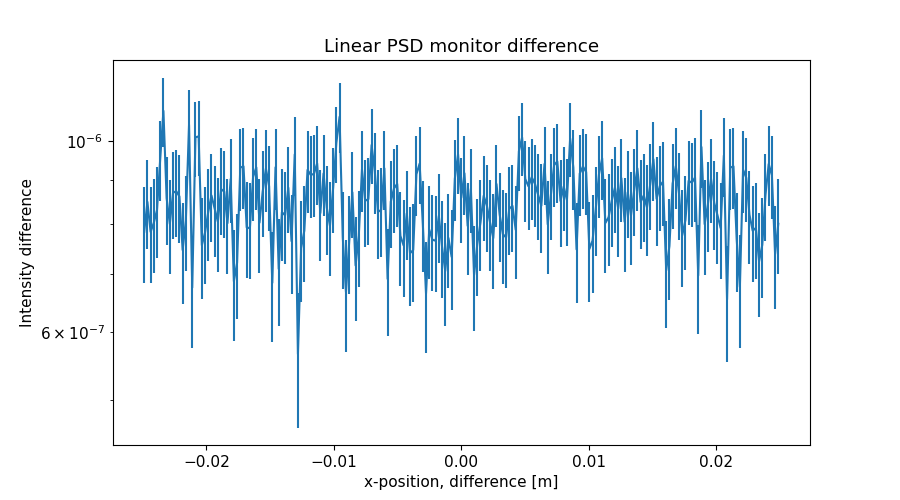 Linear PSD monitor difference
Intensity difference
10⁻⁶
6 × 10⁻⁷
−0.02 −0.01 0.00 0.01 0.02
x-position, difference [m]